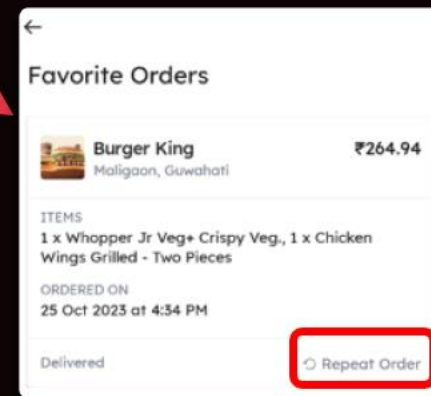 Favorite Orders
Burger King
₹264.94
Maligaon, Guwahati
ITEMS
1 x Whopper Jr Veg+ Crispy Veg., 1 x Chicken
Wings Grilled - Two Pieces
ORDERED ON
25 Oct 2023 at 4:34 PM
Delivered
Repeat Order